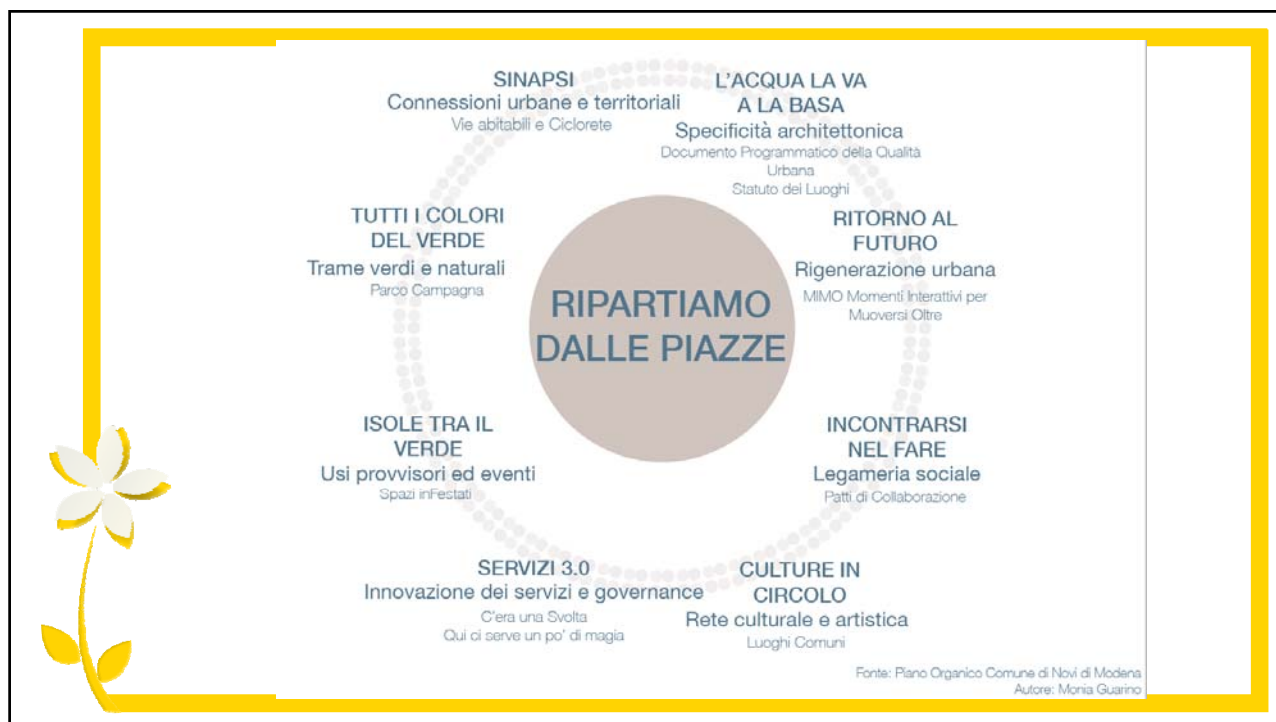 SINAPSI
Connessioni urbane e territoriali
Vie abitabili e Ciclorete
L'ACQUA LA VA
A LA BASA
Specificità architettonica
Documento Programmatico della Qualità
Urbana
Statuto dei Luoghi
TUTTI I COLORI
DEL VERDE
Trame verdi e naturali
Parco Campagna
RITORNO AL
FUTURO
Rigenerazione urbana
MIMO Momenti Interattivi per
Muoversi Oltre
RIPARTIAMO
DALLE PIAZZE
ISOLE TRA IL
VERDE
Usi provvisori ed eventi
Spazi inFestati
INCONTRARSI
NEL FARE
Legameria sociale
Patti di Collaborazione
SERVIZI 3.0
Innovazione dei servizi e governance
C'era una Svolta
Qui ci serve un po' di magia
CULTURE IN
CIRCOLO
Rete culturale e artistica
Luoghi Comuni
Fonte: Piano Organico Comune di Novi di Modena
Autore: Monia Guarino